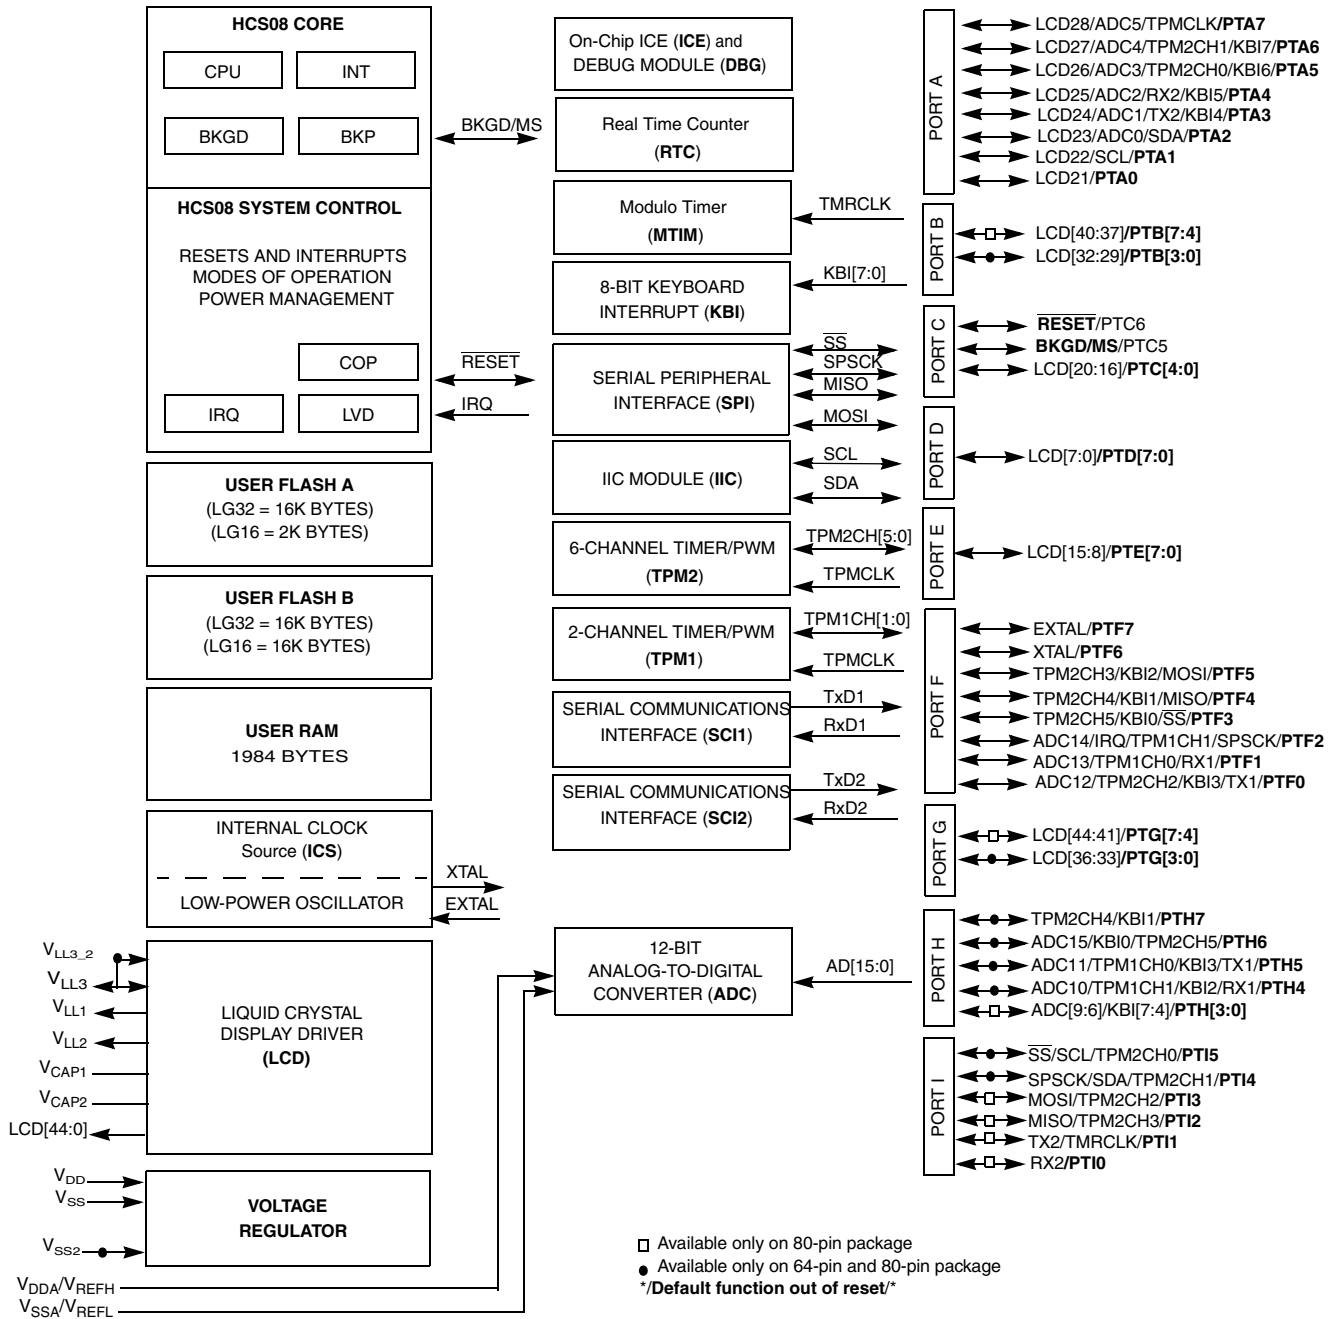 HCS08 CORE
CPU
INT
BKGD
BKP
HCS08 SYSTEM CONTROL
RESETS AND INTERRUPTS
MODES OF OPERATION
POWER MANAGEMENT
COP
IRQ
LVD
BKGD/MS
RESET
IRQ
USER FLASH A
(LG32 = 16K BYTES)
(LG16 = 2K BYTES)
USER FLASH B
(LG32 = 16K BYTES)
(LG16 = 16K BYTES)
USER RAM
1984 BYTES
INTERNAL CLOCK
Source (ICS)
LOW-POWER OSCILLATOR
XTAL
EXTAL
VLL3_2
VLL3
VLL1
VLL2
VCAP1
VCAP2
LCD[44:0]
LIQUID CRYSTAL
DISPLAY DRIVER
(LCD)
VDD
VSS
VSS2
VOLTAGE
REGULATOR
VDDA/VREFH
VSSA/VREFL
On-Chip ICE (ICE) and
DEBUG MODULE (DBG)
Real Time Counter
(RTC)
Modulo Timer
(MTIM)
TMRCLK
8-BIT KEYBOARD
INTERRUPT (KBI)
KBI[7:0]
SERIAL PERIPHERAL
INTERFACE (SPI)
SS
SPSCK
MISO
MOSI
IIC MODULE (IIC)
SCL
SDA
6-CHANNEL TIMER/PWM
(TPM2)
TPM2CH[5:0]
TPMCLK
2-CHANNEL TIMER/PWM
(TPM1)
TPM1CH[1:0]
TPMCLK
SERIAL COMMUNICATIONS
INTERFACE (SCI1)
TxD1
RxD1
SERIAL COMMUNICATIONS
INTERFACE (SCI2)
TxD2
RxD2
12-BIT
ANALOG-TO-DIGITAL
CONVERTER (ADC)
AD[15:0]
PORT A
LCD28/ADC5/TPMCLK/PTA7
LCD27/ADC4/TPM2CH1/KBI7/PTA6
LCD26/ADC3/TPM2CH0/KBI6/PTA5
LCD25/ADC2/RX2/KBI5/PTA4
LCD24/ADC1/TX2/KBI4/PTA3
LCD23/ADC0/SDA/PTA2
LCD22/SCL/PTA1
LCD21/PTA0
PORT B
LCD[40:37]/PTB[7:4]
LCD[32:29]/PTB[3:0]
PORT C
RESET/PTC6
BKGD/MS/PTC5
LCD[20:16]/PTC[4:0]
PORT D
LCD[7:0]/PTD[7:0]
PORT E
LCD[15:8]/PTE[7:0]
PORT F
EXTAL/PTF7
XTAL/PTF6
TPM2CH3/KBI2/MOSI/PTF5
TPM2CH4/KBI1/MISO/PTF4
TPM2CH5/KBI0/SS/PTF3
ADC14/IRQ/TPM1CH1/SPSCK/PTF2
ADC13/TPM1CH0/RX1/PTF1
ADC12/TPM2CH2/KBI3/TX1/PTF0
PORT G
LCD[44:41]/PTG[7:4]
LCD[36:33]/PTG[3:0]
PORT H
TPM2CH4/KBI1/PTH7
ADC15/KBI0/TPM2CH5/PTH6
ADC11/TPM1CH0/KBI3/TX1/PTH5
ADC10/TPM1CH1/KBI2/RX1/PTH4
ADC[9:6]/KBI[7:4]/PTH[3:0]
PORT I
SS/SCL/TPM2CH0/PTI5
SPSCK/SDA/TPM2CH1/PTI4
MOSI/TPM2CH2/PTI3
MISO/TPM2CH3/PTI2
TX2/TMRCLK/PTI1
RX2/PTI0
Available only on 80-pin package
Available only on 64-pin and 80-pin package
*/Default function out of reset/*